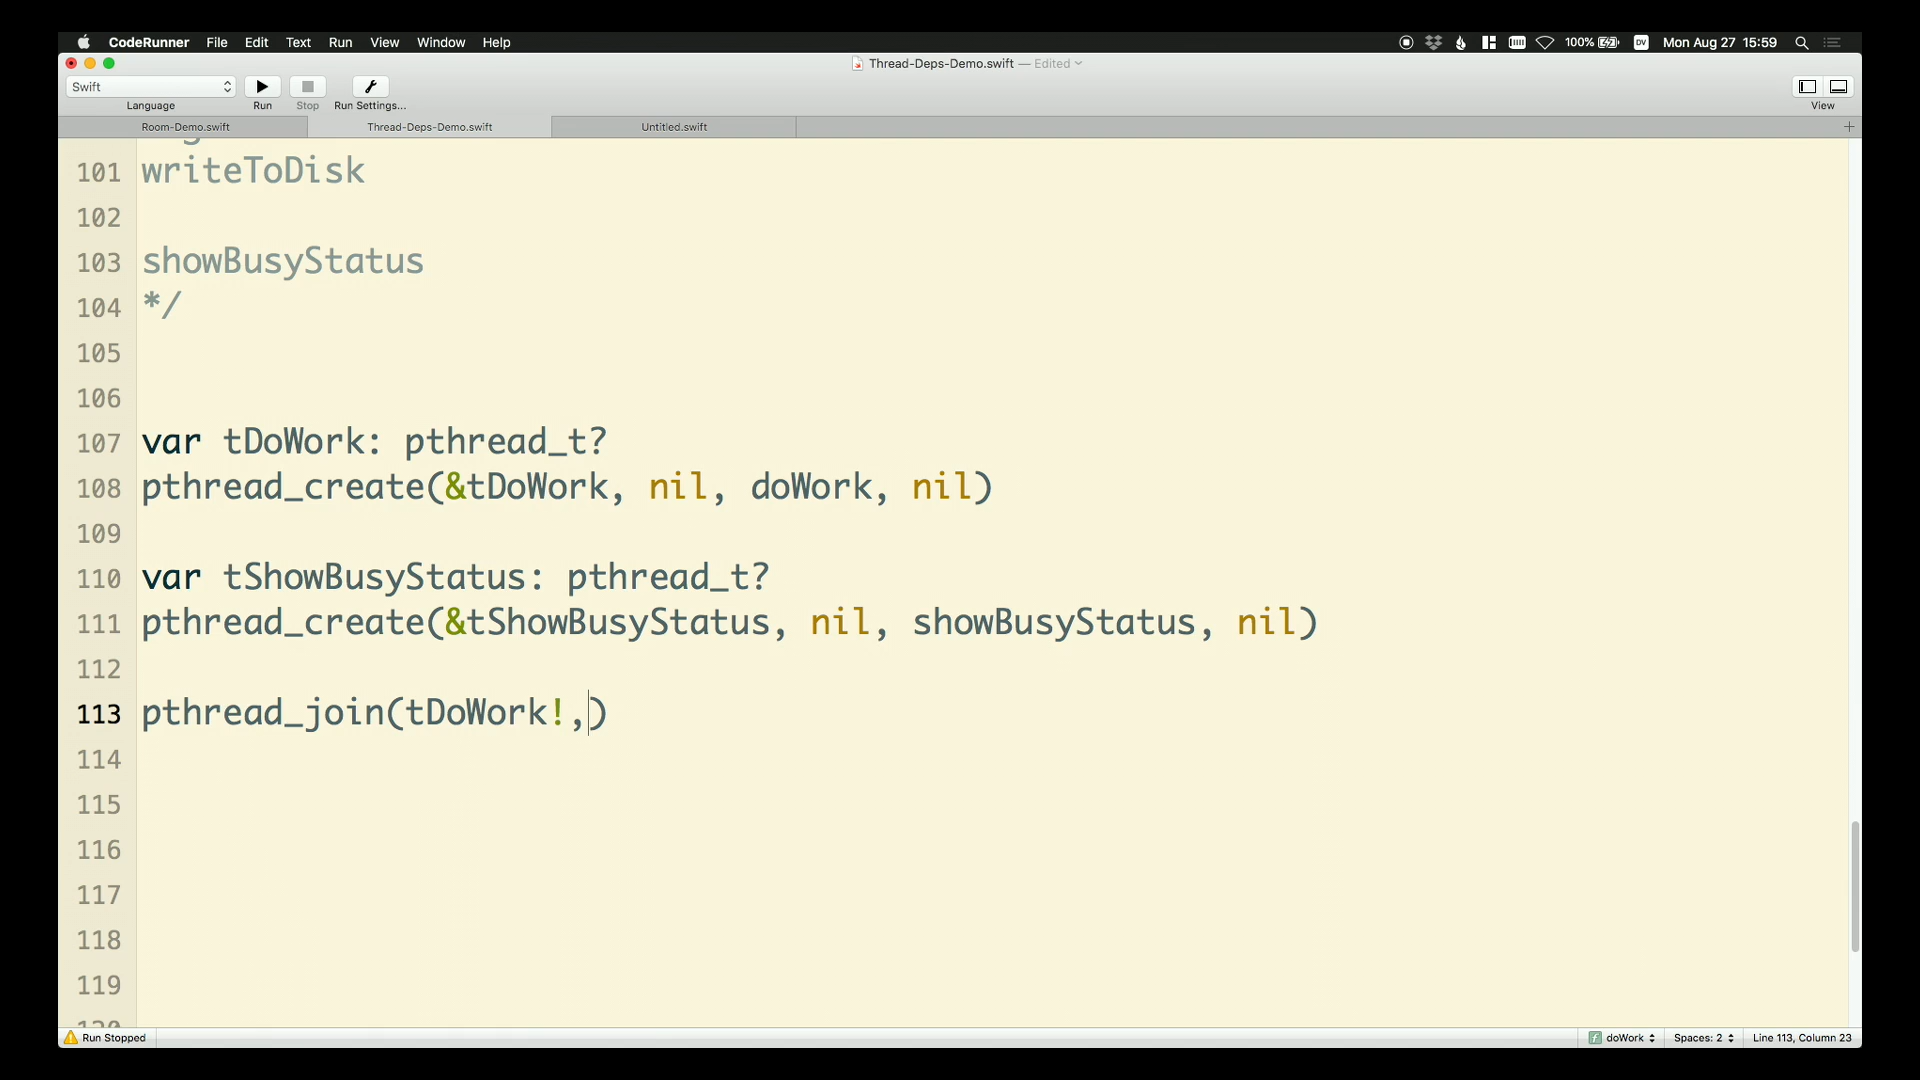 CodeRunner File Edit Text Run View Window Help 100% DV Mon Aug 27 15:59
Thread-Deps-Demo.swift — Edited
Swift
Language Run Stop Run Settings... View
Room-Demo.swift Thread-Deps-Demo.swift Untitled.swift +
101 writeToDisk
102
103 showBusyStatus
104 */
105
106
107 var tDoWork: pthread_t?
108 pthread_create(&tDoWork, nil, doWork, nil)
109
110 var tShowBusyStatus: pthread_t?
111 pthread_create(&tShowBusyStatus, nil, showBusyStatus, nil)
112
113 pthread_join(tDoWork!,)
114
115
116
117
118
119
Run Stopped f doWork Spaces: 2 Line 113, Column 23